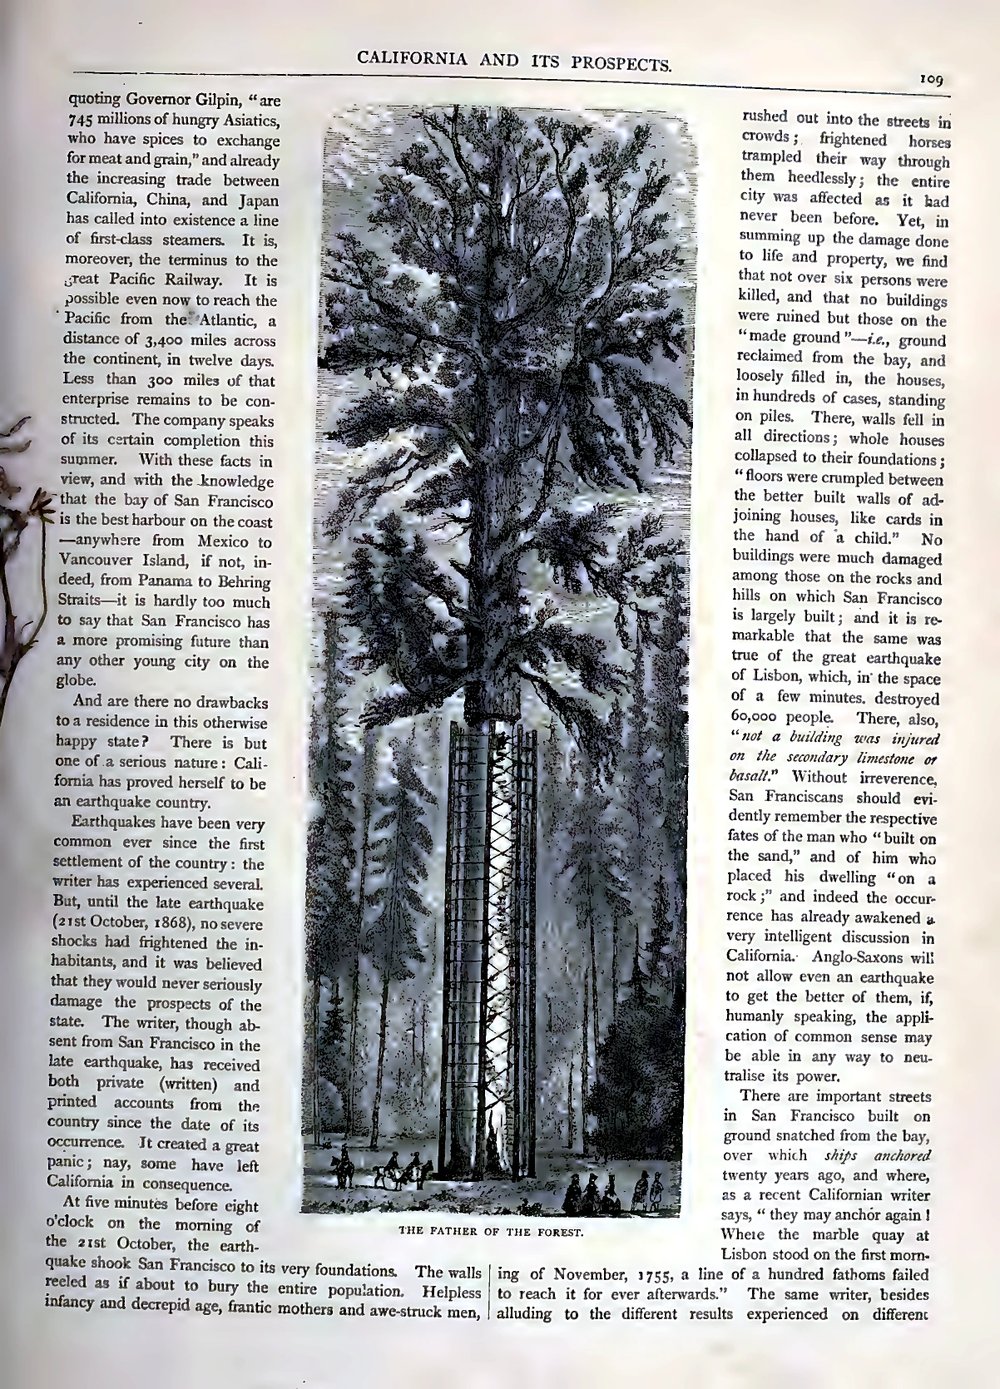 CALIFORNIA AND ITS PROSPECTS.
109
quoting Governor Gilpin, "are
745 millions of hungry Asiatics,
who have spices to exchange
for meat and grain," and already
the increasing trade between
California, China, and Japan
has called into existence a line
of first-class steamers. It is,
moreover, the terminus to the
great Pacific Railway. It is
possible even now to reach the
Pacific from the Atlantic, a
distance of 3,400 miles across
the continent, in twelve days.
Less than 300 miles of that
enterprise remains to be con-
structed. The company speaks
of its certain completion this
summer. With these facts in
view, and with the knowledge
that the bay of San Francisco
is the best harbour on the coast
—anywhere from Mexico to
Vancouver Island, if not, in-
deed, from Panama to Behring
Straits—it is hardly too much
to say that San Francisco has
a more promising future than
any other young city on the
globe.
And are there no drawbacks
to a residence in this otherwise
happy state? There is but
one of a serious nature: Cali-
fornia has proved herself to be
an earthquake country.
Earthquakes have been very
common ever since the first
settlement of the country: the
writer has experienced several.
But, until the late earthquake
(21st October, 1868), no severe
shocks had frightened the in-
habitants, and it was believed
that they would never seriously
damage the prospects of the
state. The writer, though ab-
sent from San Francisco in the
late earthquake, has received
both private (written) and
printed accounts from the
country since the date of its
occurrence. It created a great
panic; nay, some have left
California in consequence.
At five minutes before eight
o'clock on the morning of
the 21st October, the earth-
quake shook San Francisco to its very foundations. The walls
reeled as if about to bury the entire population. Helpless
infancy and decrepid age, frantic mothers and awe-struck men,
THE FATHER OF THE FOREST.
rushed out into the streets in
crowds; frightened horses
trampled their way through
them heedlessly; the entire
city was affected as it had
never been before. Yet, in
summing up the damage done
to life and property, we find
that not over six persons were
killed, and that no buildings
were ruined but those on the
"made ground"—i.e., ground
reclaimed from the bay, and
loosely filled in, the houses,
in hundreds of cases, standing
on piles. There, walls fell in
all directions; whole houses
collapsed to their foundations;
"floors were crumpled between
the better built walls of ad-
joining houses, like cards in
the hand of a child." No
buildings were much damaged
among those on the rocks and
hills on which San Francisco
is largely built; and it is re-
markable that the same was
true of the great earthquake
of Lisbon, which, in the space
of a few minutes, destroyed
60,000 people. There, also,
"not a building was injured
on the secondary limestone or
basalt." Without irreverence,
San Franciscans should evi-
dently remember the respective
fates of the man who "built on
the sand," and of him who
placed his dwelling "on a
rock;" and indeed the occur-
rence has already awakened a
very intelligent discussion in
California. Anglo-Saxons will
not allow even an earthquake
to get the better of them, if,
humanly speaking, the appli-
cation of common sense may
be able in any way to neu-
tralise its power.
There are important streets
in San Francisco built on
ground snatched from the bay,
over which ships anchored
twenty years ago, and where,
as a recent Californian writer
says, "they may anchor again!
Where the marble quay at
Lisbon stood on the first morn-
ing of November, 1755, a line of a hundred fathoms failed
to reach it for ever afterwards." The same writer, besides
alluding to the different results experienced on different